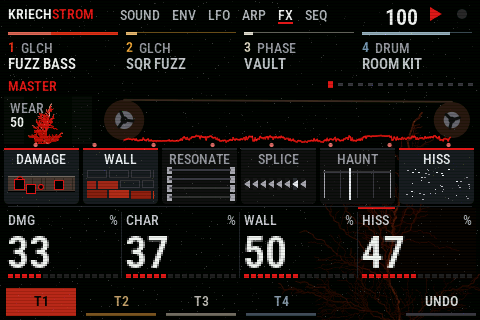 KRIECHSTROM SOUND ENV LFO ARP FX SEQ 100
1 GLCH 2 GLCH 3 PHASE 4 DRUM
FUZZ BASS SQR FUZZ VAULT ROOM KIT
MASTER
WEAR
50
DAMAGE WALL RESONATE SPLICE HAUNT HISS
DMG % CHAR % WALL % HISS %
33 37 50 47
T1 T2 T3 T4 UNDO